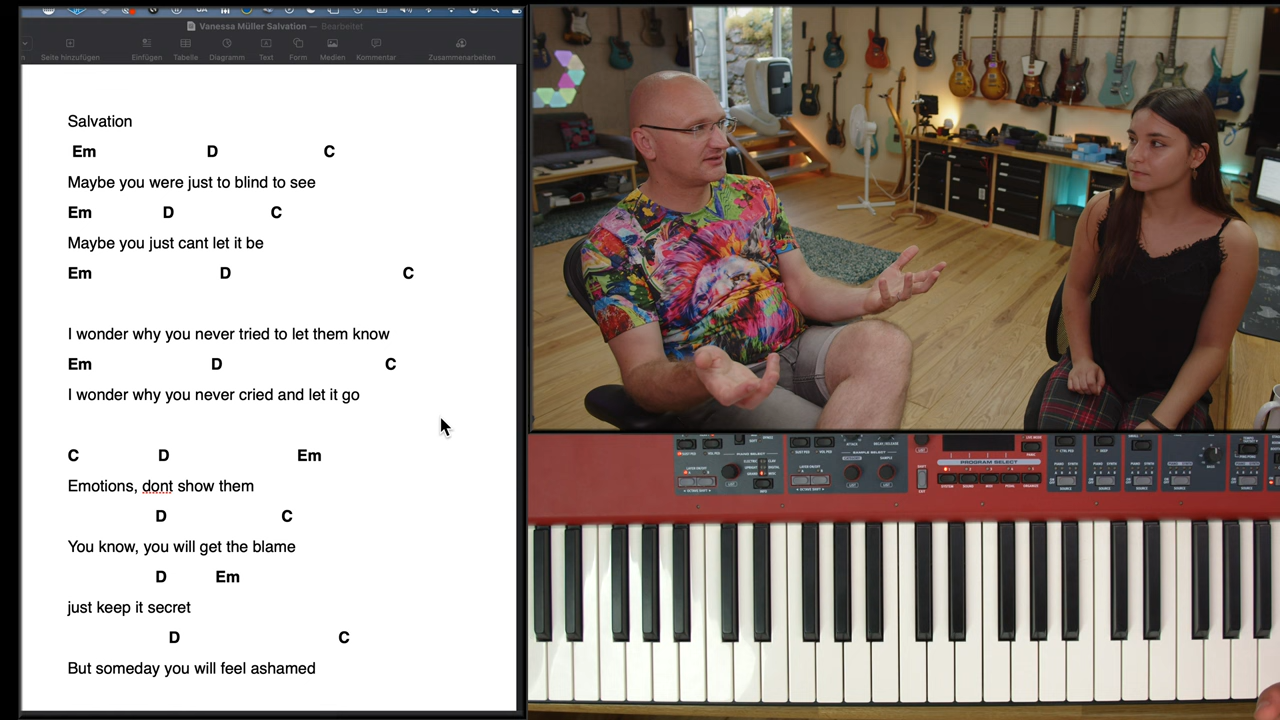 Vanessa Müller Salvation — Bearbeitet
Seite hinzufügen Einfügen Tabelle Diagramm Text Form Medien Kommentar Zusammenarbeiten
Salvation
Em D C
Maybe you were just to blind to see
Em D C
Maybe you just cant let it be
Em D C
I wonder why you never tried to let them know
Em D C
I wonder why you never cried and let it go
C D Em
Emotions, dont show them
D C
You know, you will get the blame
D Em
just keep it secret
D C
But someday you will feel ashamed
PROGRAM SELECT